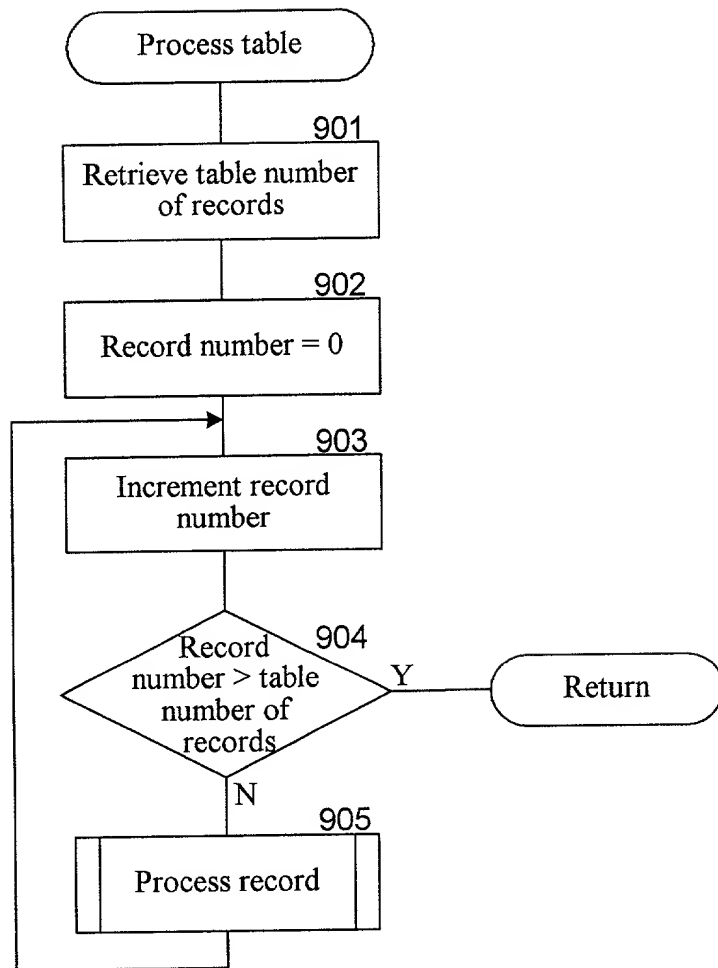 Process table
901
Retrieve table number
of records
902
Record number = 0
903
Increment record
number
904
Record
number > table
number of
records
Y
Return
N
905
Process record